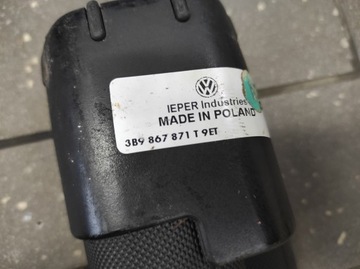 IEPER Industries
MADE IN POLAND
3B9 867 871 T 9ET